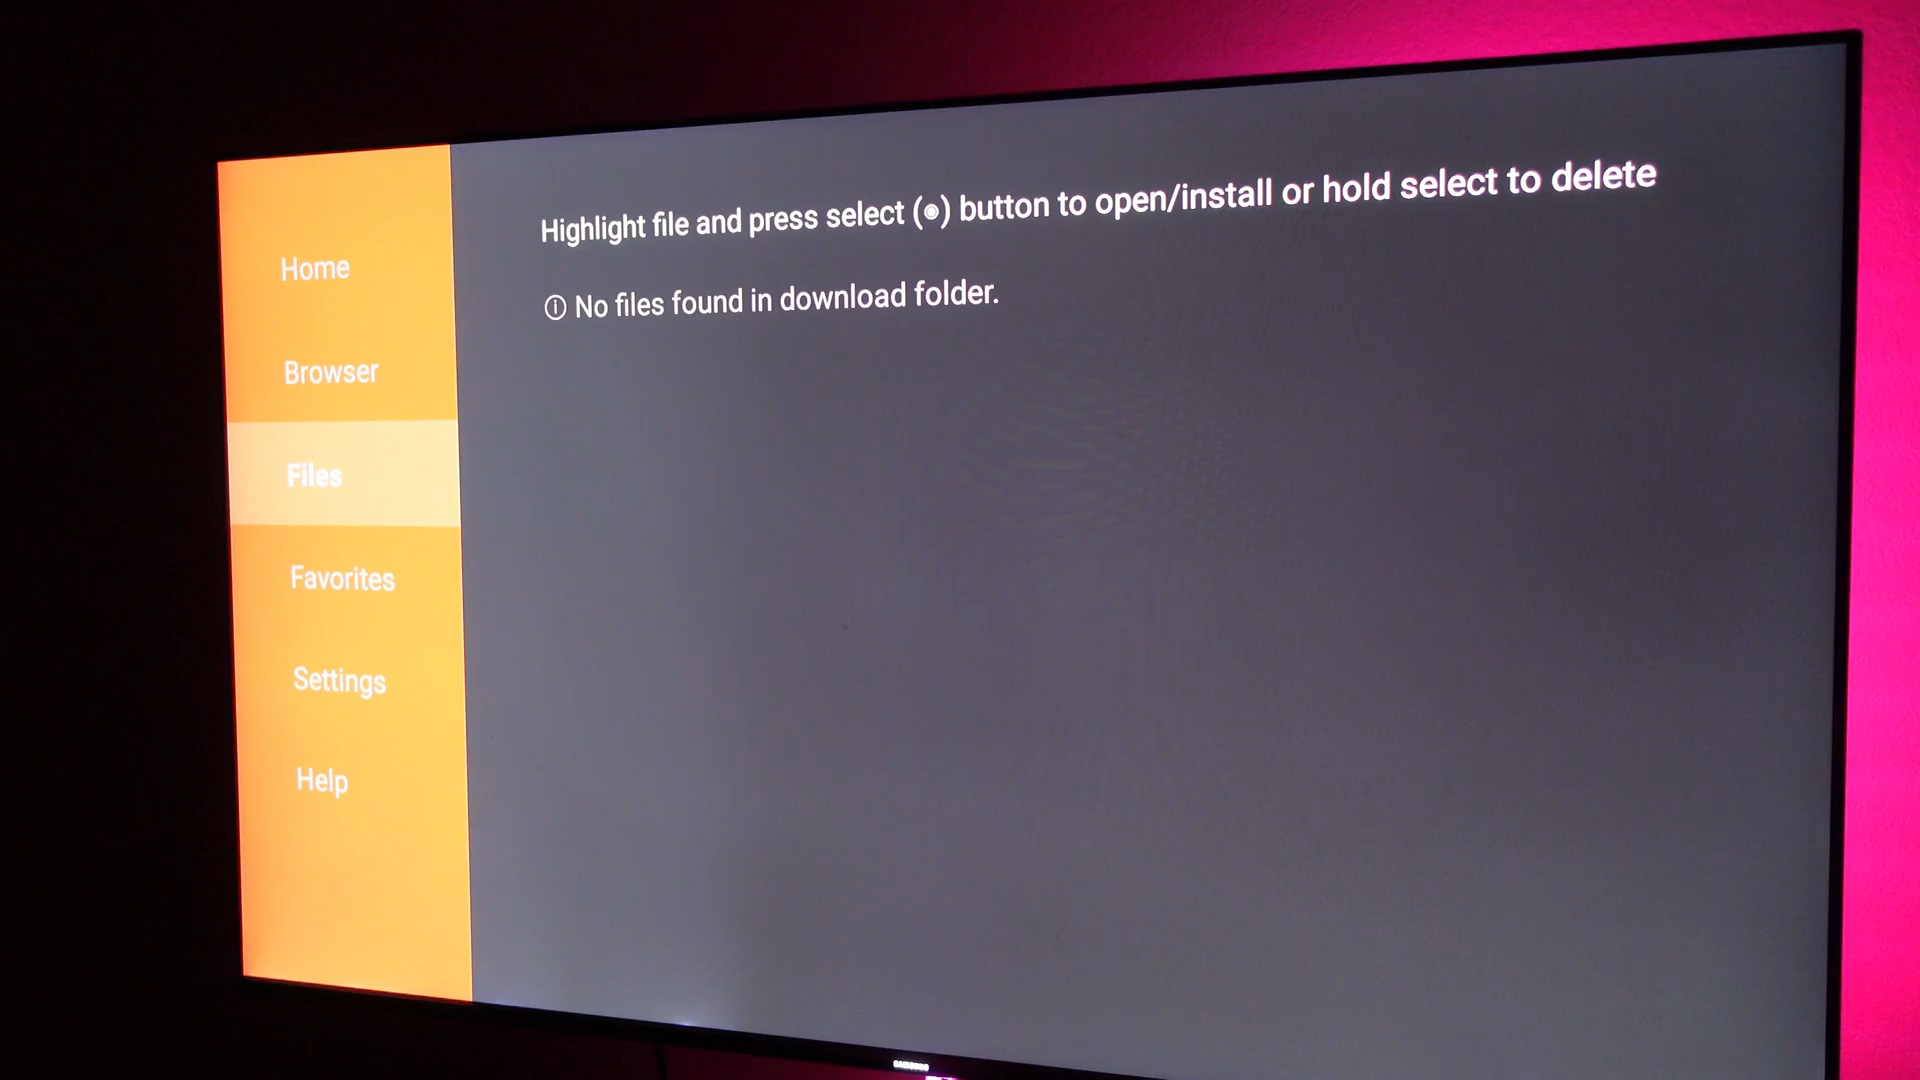 Highlight file and press select (◉) button to open/install or hold select to delete
ⓘ No files found in download folder.
Home
Browser
Files
Favorites
Settings
Help
SAMSUNG